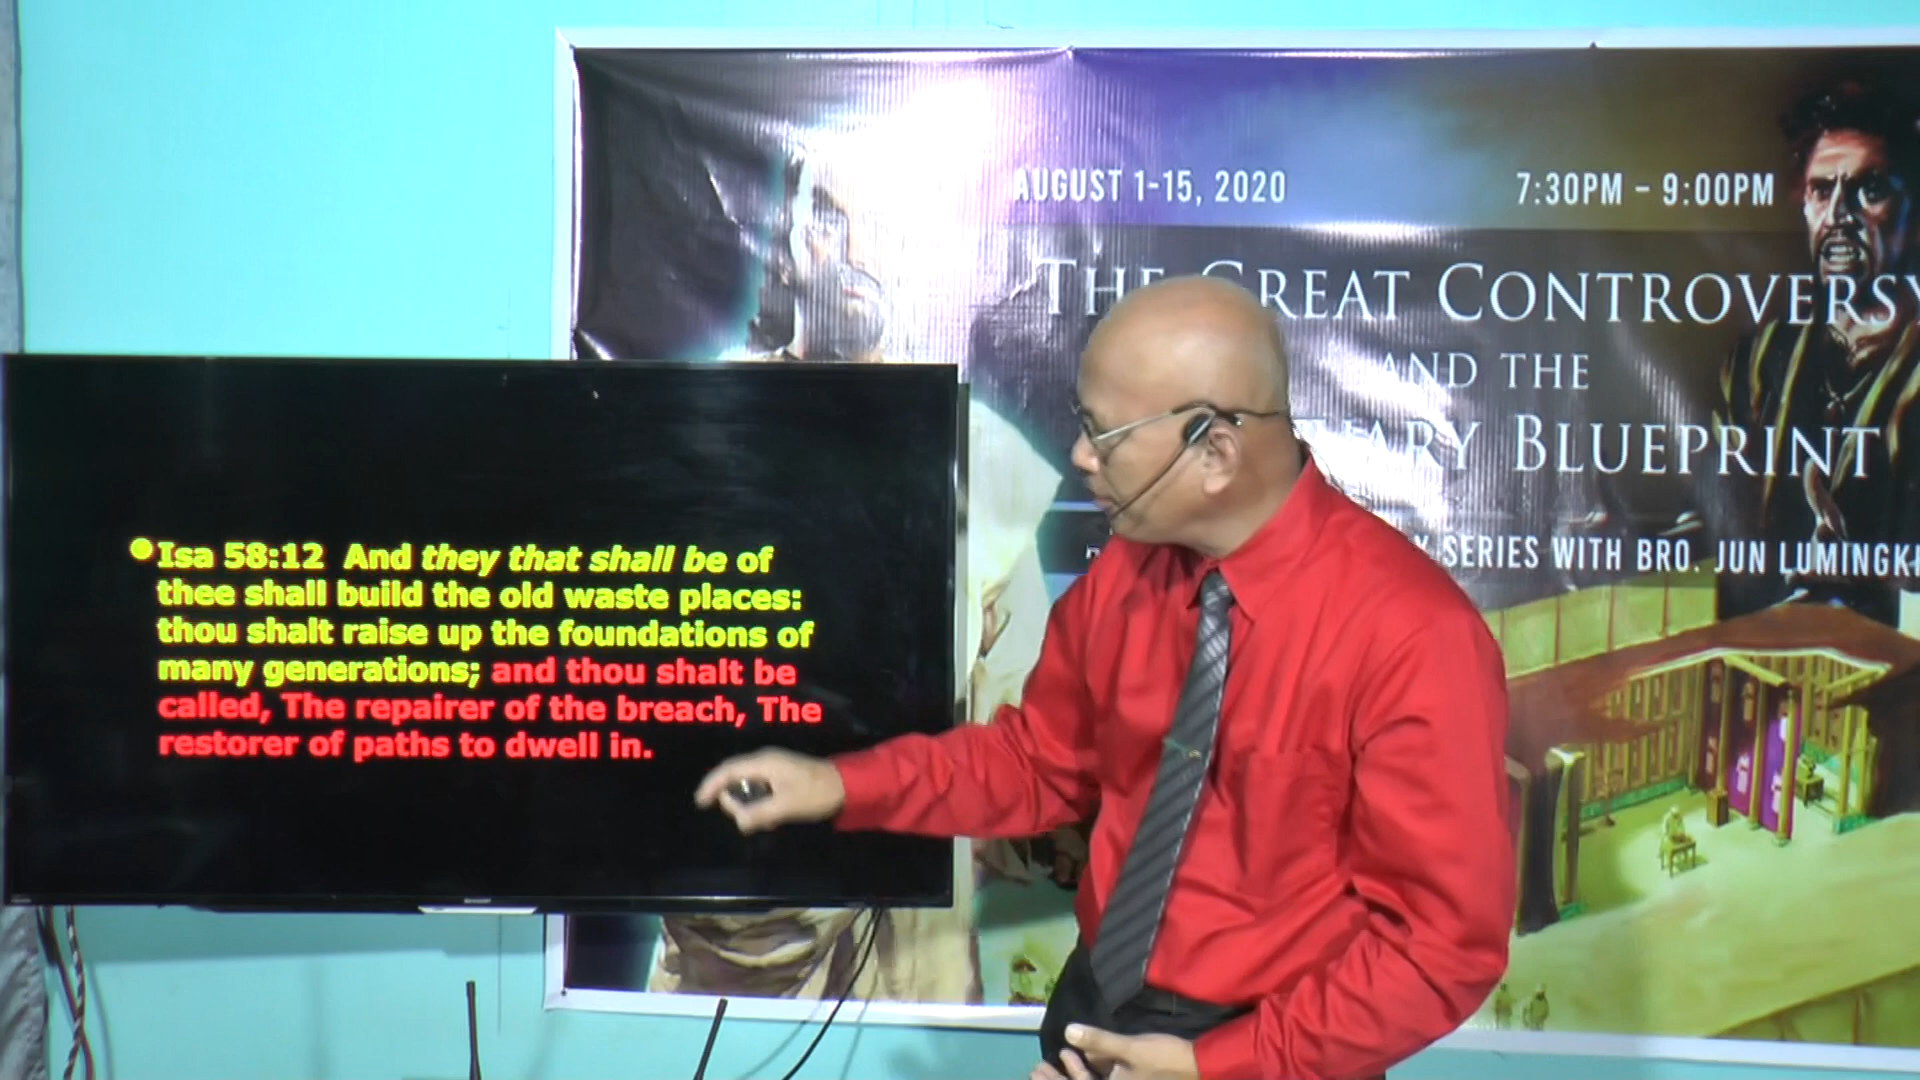 AUGUST 1-15, 2020
7:30PM - 9:00PM
THE GREAT CONTROVERSY
AND THE
BLUEPRINT
SERIES WITH BRO. JUN
Isa 58:12 And they that shall be of
thee shall build the old waste places:
thou shalt raise up the foundations of
many generations; and thou shalt be
called, The repairer of the breach, The
restorer of paths to dwell in.